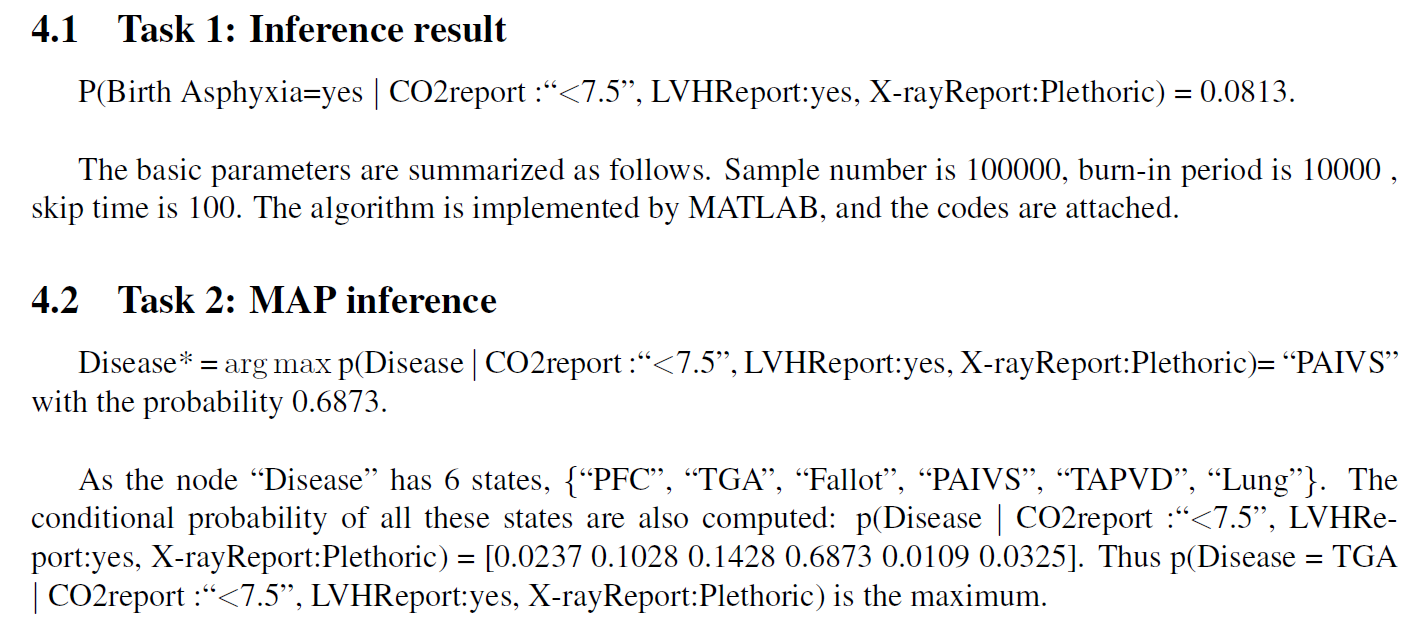 4.1 Task 1: Inference result
P(Birth Asphyxia=yes | CO2report :“<7.5”, LVHReport:yes, X-rayReport:Plethoric) = 0.0813.
The basic parameters are summarized as follows. Sample number is 100000, burn-in period is 10000 ,
skip time is 100. The algorithm is implemented by MATLAB, and the codes are attached.
4.2 Task 2: MAP inference
Disease* = arg max p(Disease | CO2report :“<7.5”, LVHReport:yes, X-rayReport:Plethoric)= “PAIVS”
with the probability 0.6873.
As the node “Disease” has 6 states, {“PFC”, “TGA”, “Fallot”, “PAIVS”, “TAPVD”, “Lung”}. The
conditional probability of all these states are also computed: p(Disease | CO2report :“<7.5”, LVHRe-
port:yes, X-rayReport:Plethoric) = [0.0237 0.1028 0.1428 0.6873 0.0109 0.0325]. Thus p(Disease = TGA
| CO2report :“<7.5”, LVHReport:yes, X-rayReport:Plethoric) is the maximum.